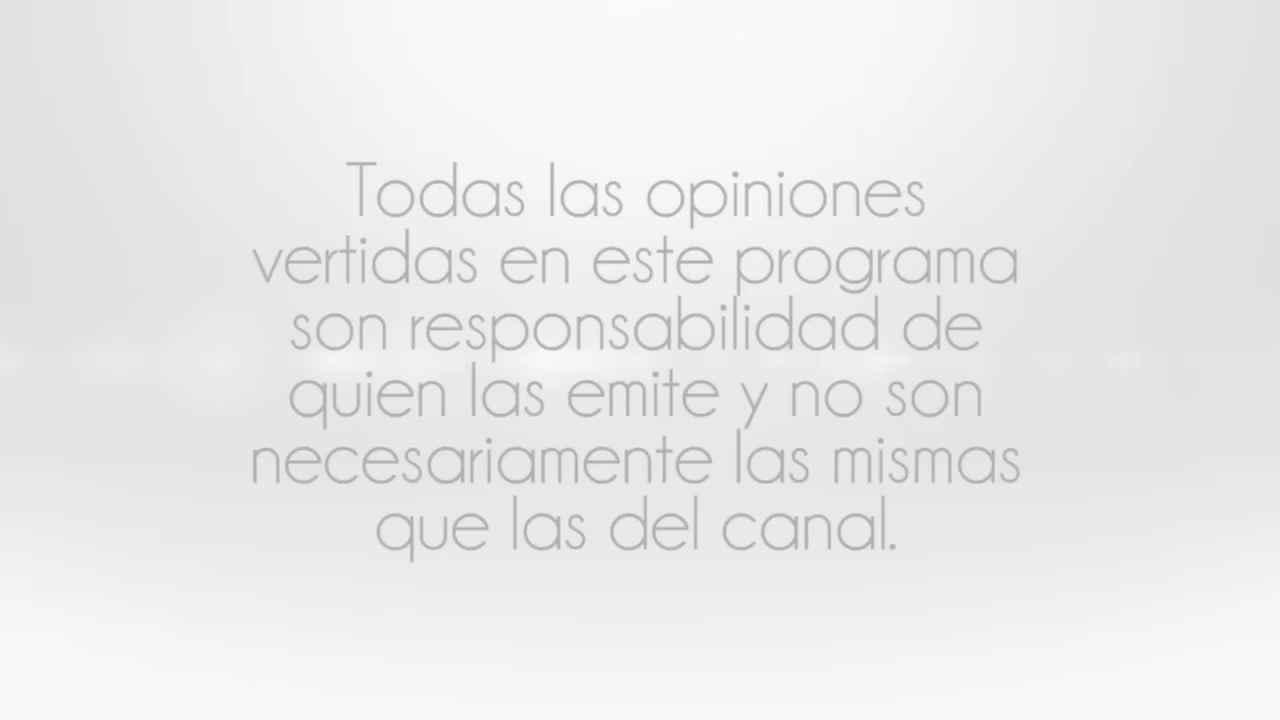 Todas las opiniones
vertidas en este programa
son responsabilidad de
quien las emite y no son
necesariamente las mismas
que las del canal.